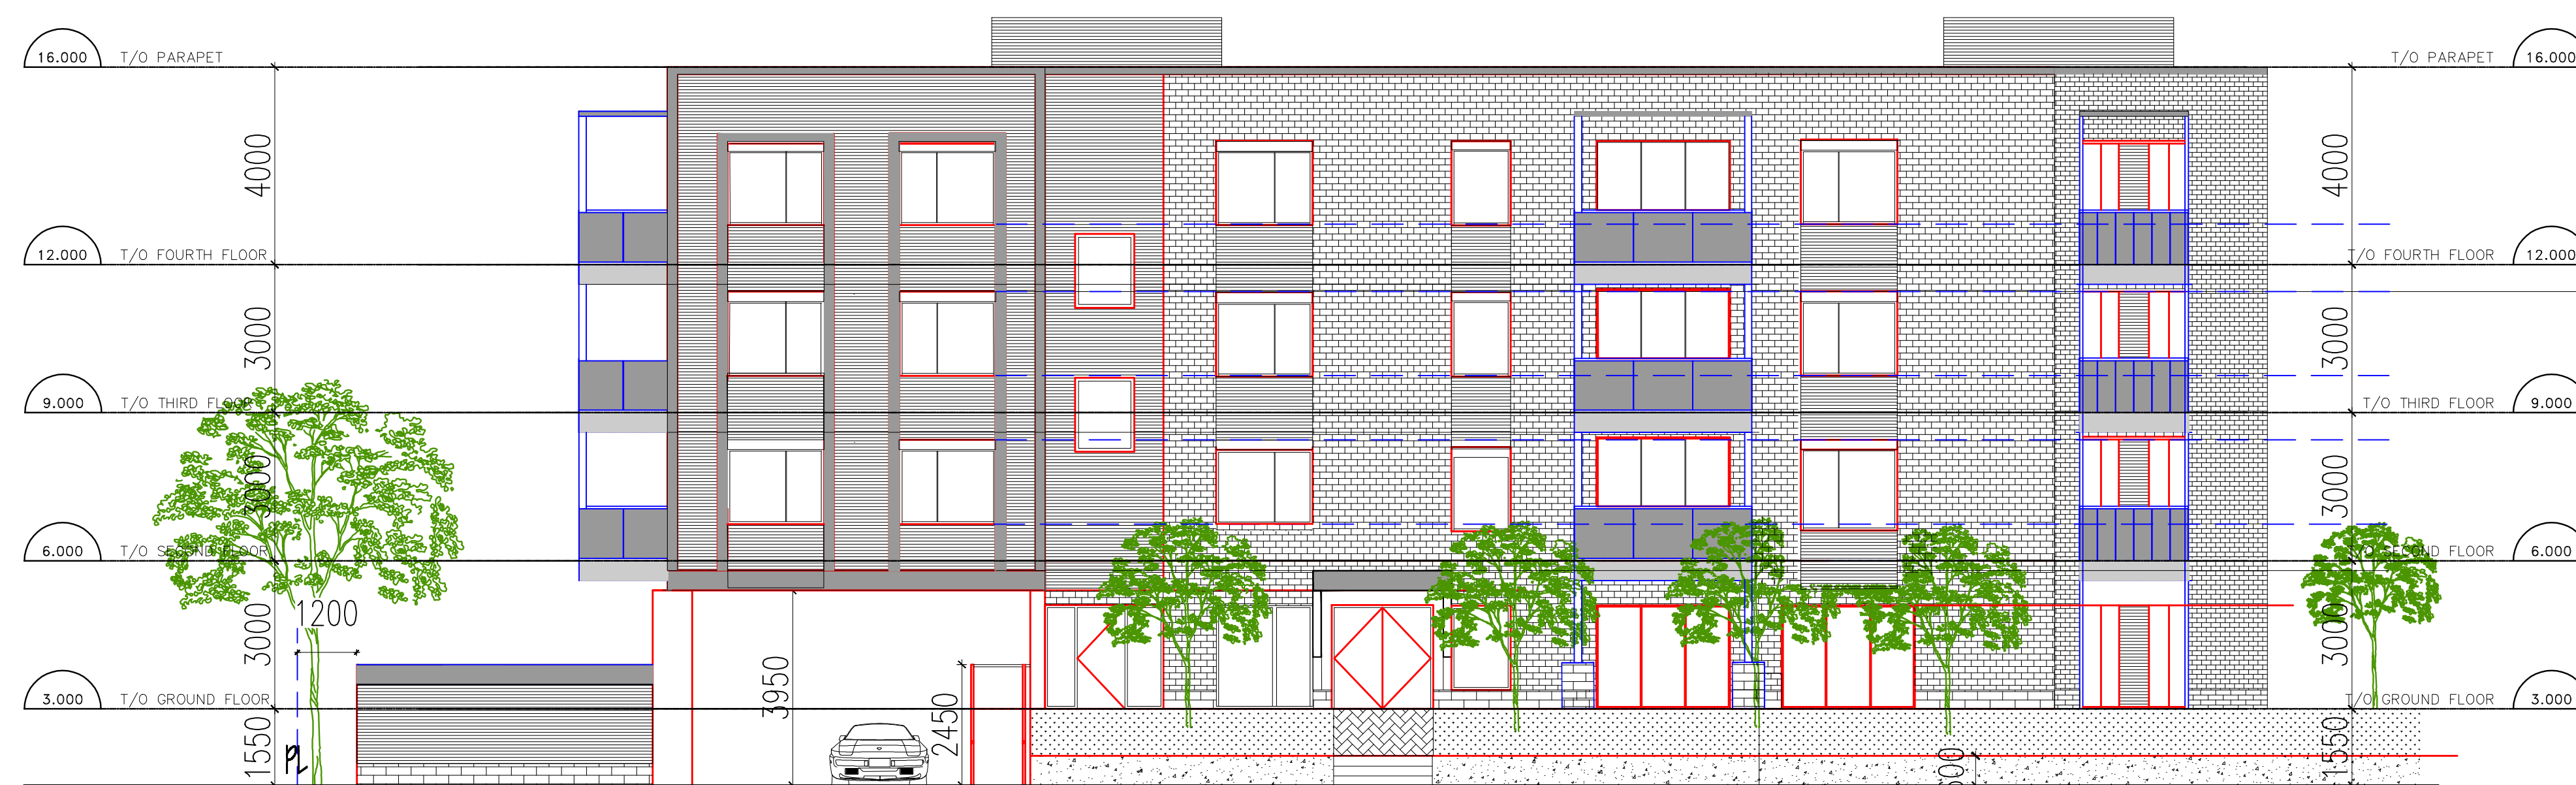 16.000 T/O PARAPET
T/O PARAPET 16.000
4000
4000
12.000 T/O FOURTH FLOOR
T/O FOURTH FLOOR 12.000
3000
3000
9.000 T/O THIRD FLOOR
T/O THIRD FLOOR 9.000
3000
3000
6.000 T/O SECOND FLOOR
T/O SECOND FLOOR 6.000
1200
3000
3000
3950
2450
3.000 T/O GROUND FLOOR
T/O GROUND FLOOR 3.000
1550
PL
1550